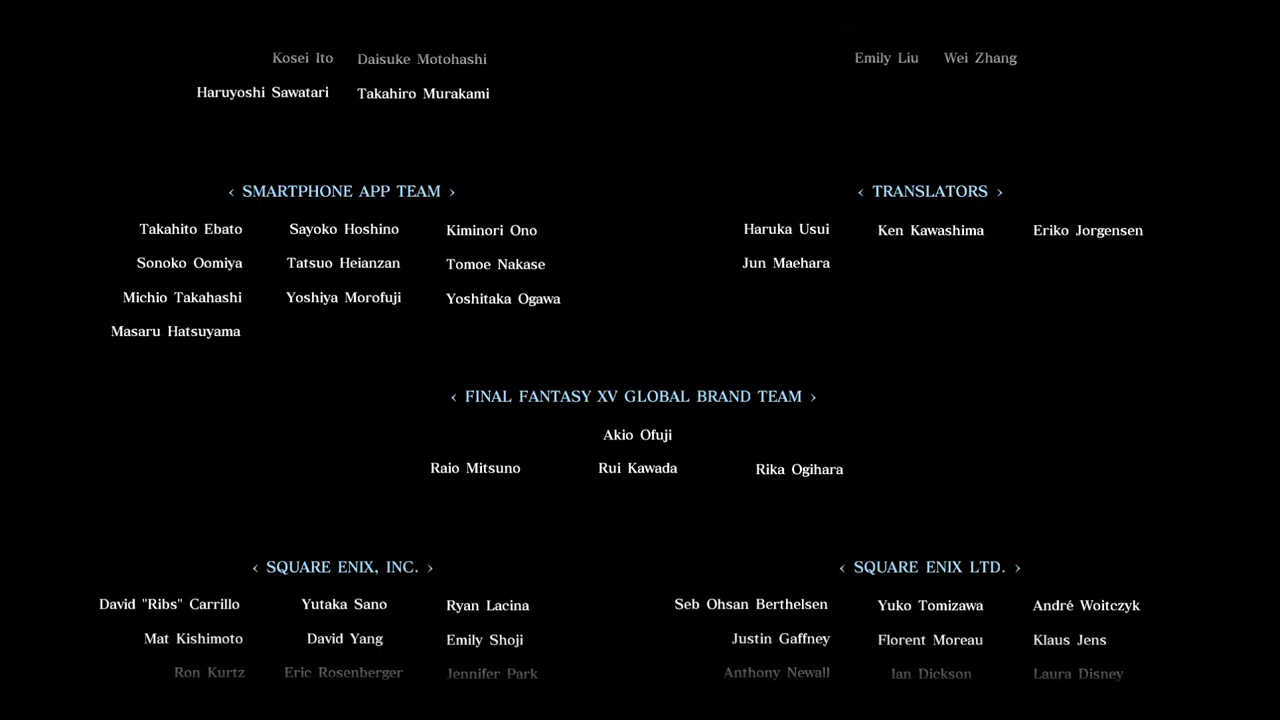 Kosei Ito Daisuke Motohashi
Haruyoshi Sawatari Takahiro Murakami
Emily Liu Wei Zhang
‹ SMARTPHONE APP TEAM ›
Takahito Ebato Sayoko Hoshino Kiminori Ono
Sonoko Oomiya Tatsuo Heianzan Tomoe Nakase
Michio Takahashi Yoshiya Morofuji Yoshitaka Ogawa
Masaru Hatsuyama
‹ TRANSLATORS ›
Haruka Usui Ken Kawashima Eriko Jorgensen
Jun Maehara
‹ FINAL FANTASY XV GLOBAL BRAND TEAM ›
Akio Ofuji
Raio Mitsuno Rui Kawada Rika Ogihara
‹ SQUARE ENIX, INC. ›
David "Ribs" Carrillo Yutaka Sano Ryan Lacina
Mat Kishimoto David Yang Emily Shoji
Ron Kurtz Eric Rosenberger Jennifer Park
‹ SQUARE ENIX LTD. ›
Seb Ohsan Berthelsen Yuko Tomizawa André Woitczyk
Justin Gaffney Florent Moreau Klaus Jens
Anthony Newall Ian Dickson Laura Disney